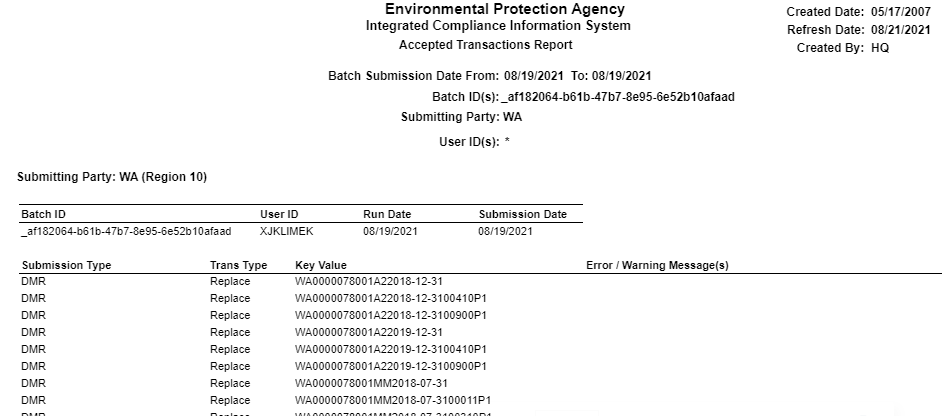 Environmental Protection Agency
Integrated Compliance Information System
Accepted Transactions Report
Created Date: 05/17/2007
Refresh Date: 08/21/2021
Created By: HQ
Batch Submission Date From: 08/19/2021 To: 08/19/2021
Batch ID(s): _af182064-b61b-47b7-8e95-6e52b10afaad
Submitting Party: WA
User ID(s): *
Submitting Party: WA (Region 10)
Batch ID User ID Run Date Submission Date
_af182064-b61b-47b7-8e95-6e52b10afaad XJKLIMEK 08/19/2021 08/19/2021
Submission Type Trans Type Key Value Error / Warning Message(s)
DMR Replace WA0000078001A22018-12-31
DMR Replace WA0000078001A22018-12-3100410P1
DMR Replace WA0000078001A22018-12-3100900P1
DMR Replace WA0000078001A22019-12-31
DMR Replace WA0000078001A22019-12-3100410P1
DMR Replace WA0000078001A22019-12-3100900P1
DMR Replace WA0000078001MM2018-07-31
DMR Replace WA0000078001MM2018-07-3100011P1
DMR Replace